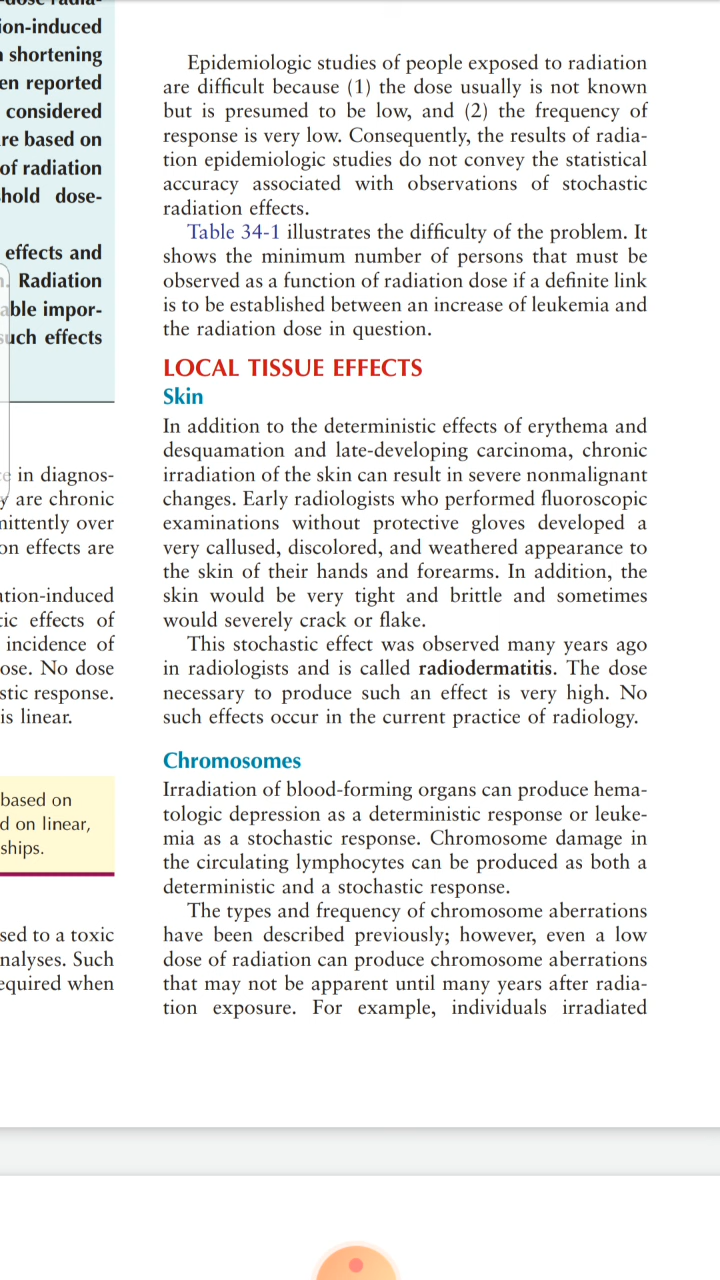 ion-induced
shortening
en reported
considered
re based on
of radiation
hold dose-
effects and
Radiation
able impor-
such effects
e in diagnos-
y are chronic
mittently over
on effects are
ation-induced
tic effects of
incidence of
ose. No dose
stic response.
is linear.
based on
d on linear,
ships.
sed to a toxic
nalyses. Such
equired when
Epidemiologic studies of people exposed to radiation
are difficult because (1) the dose usually is not known
but is presumed to be low, and (2) the frequency of
response is very low. Consequently, the results of radia-
tion epidemiologic studies do not convey the statistical
accuracy associated with observations of stochastic
radiation effects.
Table 34-1 illustrates the difficulty of the problem. It
shows the minimum number of persons that must be
observed as a function of radiation dose if a definite link
is to be established between an increase of leukemia and
the radiation dose in question.
LOCAL TISSUE EFFECTS
Skin
In addition to the deterministic effects of erythema and
desquamation and late-developing carcinoma, chronic
irradiation of the skin can result in severe nonmalignant
changes. Early radiologists who performed fluoroscopic
examinations without protective gloves developed a
very callused, discolored, and weathered appearance to
the skin of their hands and forearms. In addition, the
skin would be very tight and brittle and sometimes
would severely crack or flake.
This stochastic effect was observed many years ago
in radiologists and is called radiodermatitis. The dose
necessary to produce such an effect is very high. No
such effects occur in the current practice of radiology.
Chromosomes
Irradiation of blood-forming organs can produce hema-
tologic depression as a deterministic response or leuke-
mia as a stochastic response. Chromosome damage in
the circulating lymphocytes can be produced as both a
deterministic and a stochastic response.
The types and frequency of chromosome aberrations
have been described previously; however, even a low
dose of radiation can produce chromosome aberrations
that may not be apparent until many years after radia-
tion exposure. For example, individuals irradiated